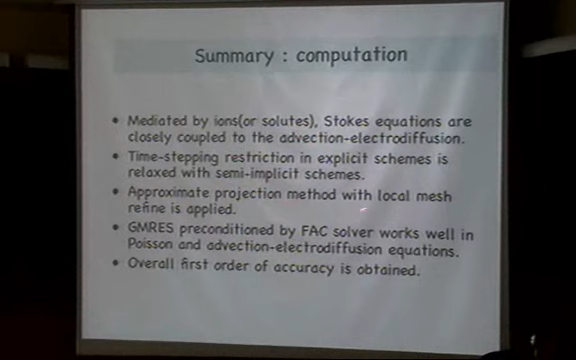 Summary : computation
• Mediated by ions(or solutes), Stokes equations are
closely coupled to the advection-electrodiffusion.
• Time-stepping restriction in explicit schemes is
relaxed with semi-implicit schemes.
• Approximate projection method with local mesh
refine is applied.
• GMRES preconditioned by FAC solver works well in
Poisson and advection-electrodiffusion equations.
• Overall first order of accuracy is obtained.